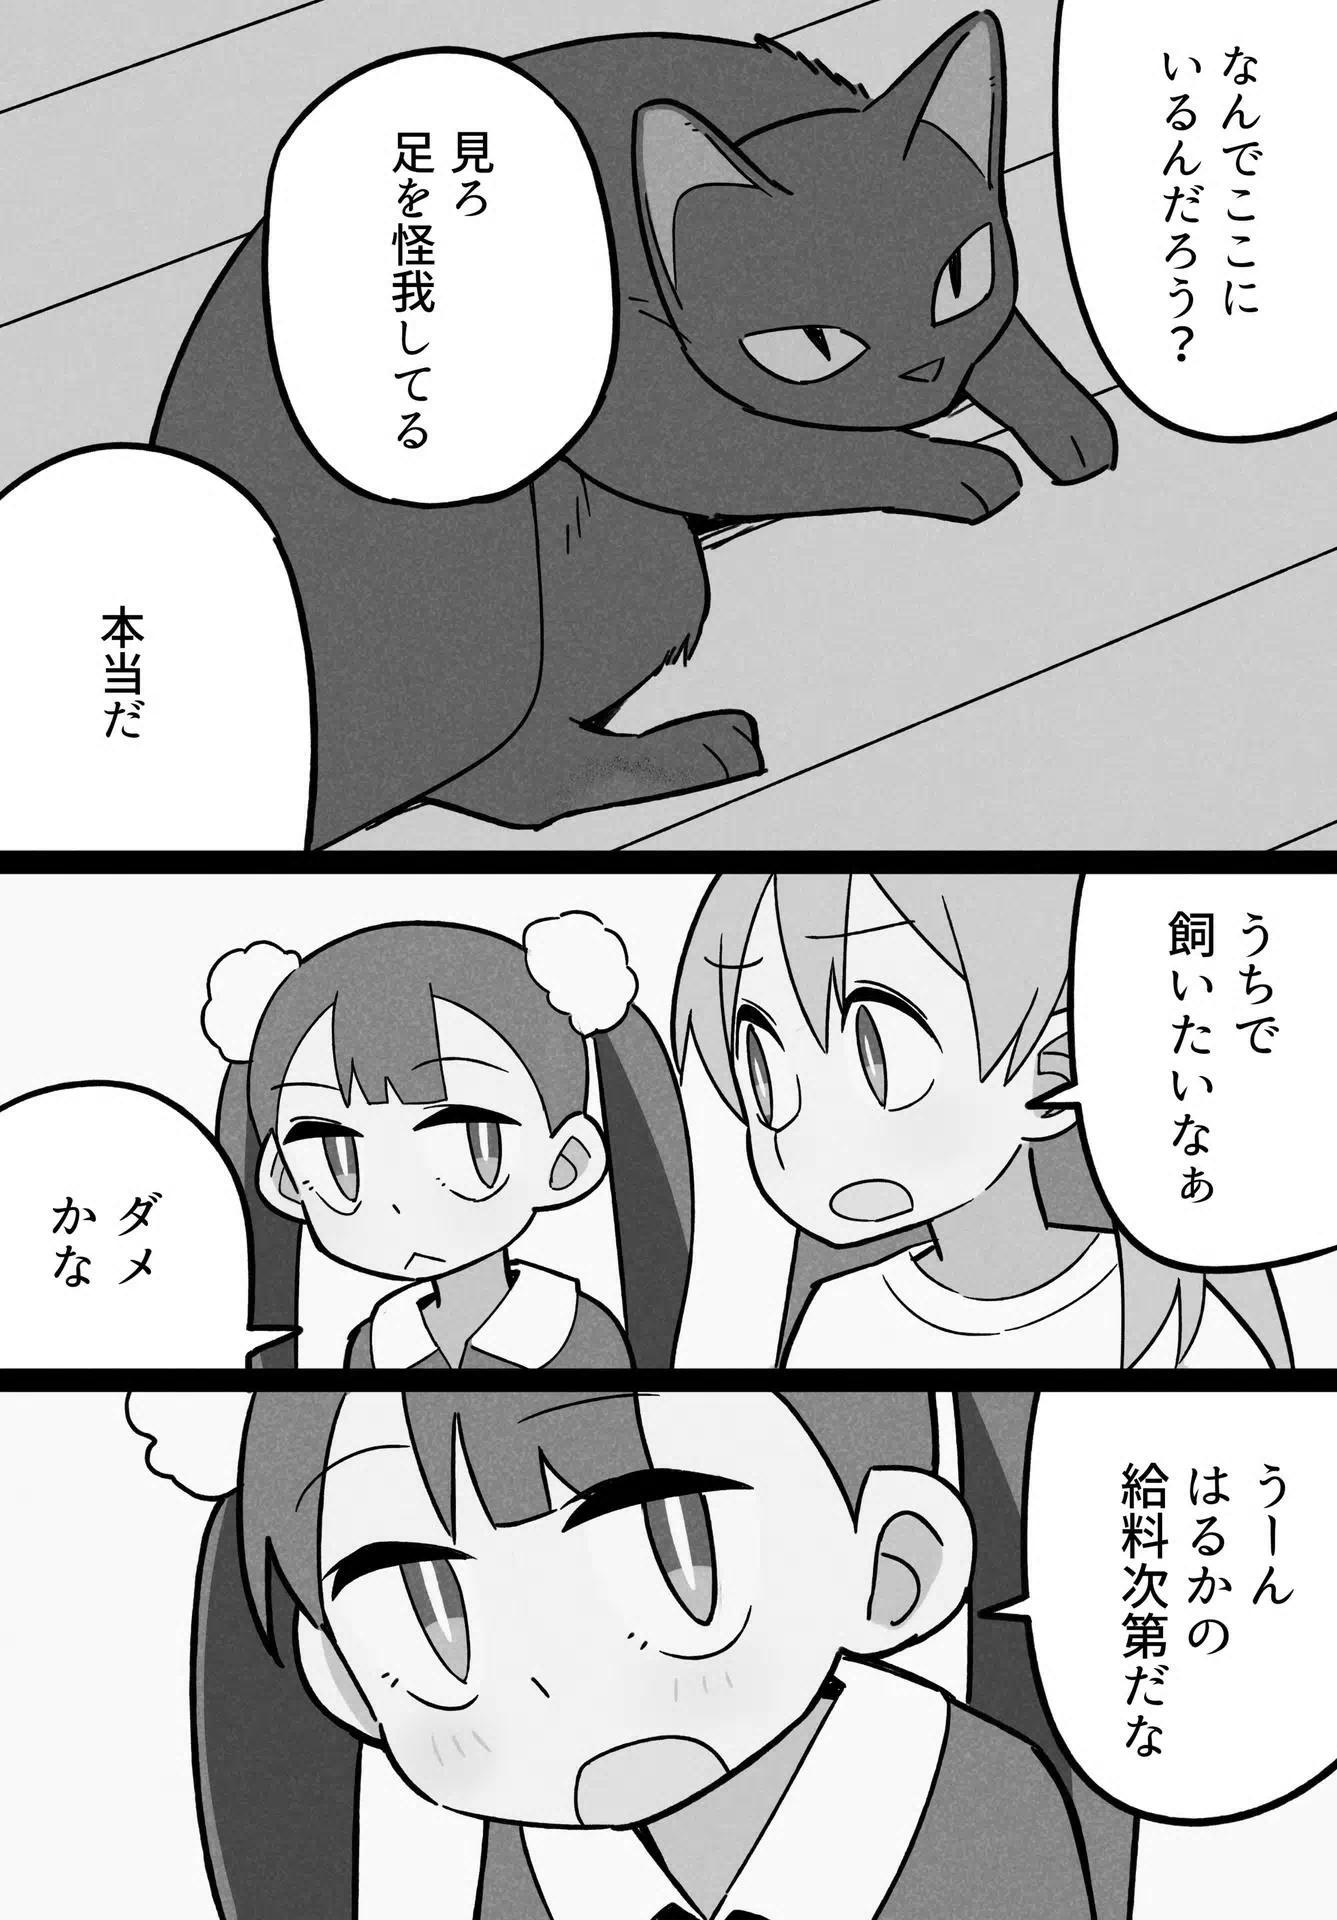 なんでここに
いるんだろう？
見ろ
足を怪我してる
本当だ
うちで
飼いたいなぁ
ダメ
かな
うーん
はるかの
給料次第だな